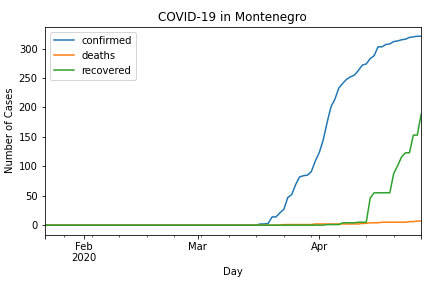 COVID-19 in Montenegro
confirmed
deaths
recovered
300
250
200
150
100
50
0
Number of Cases
Feb
2020
Mar
Apr
Day